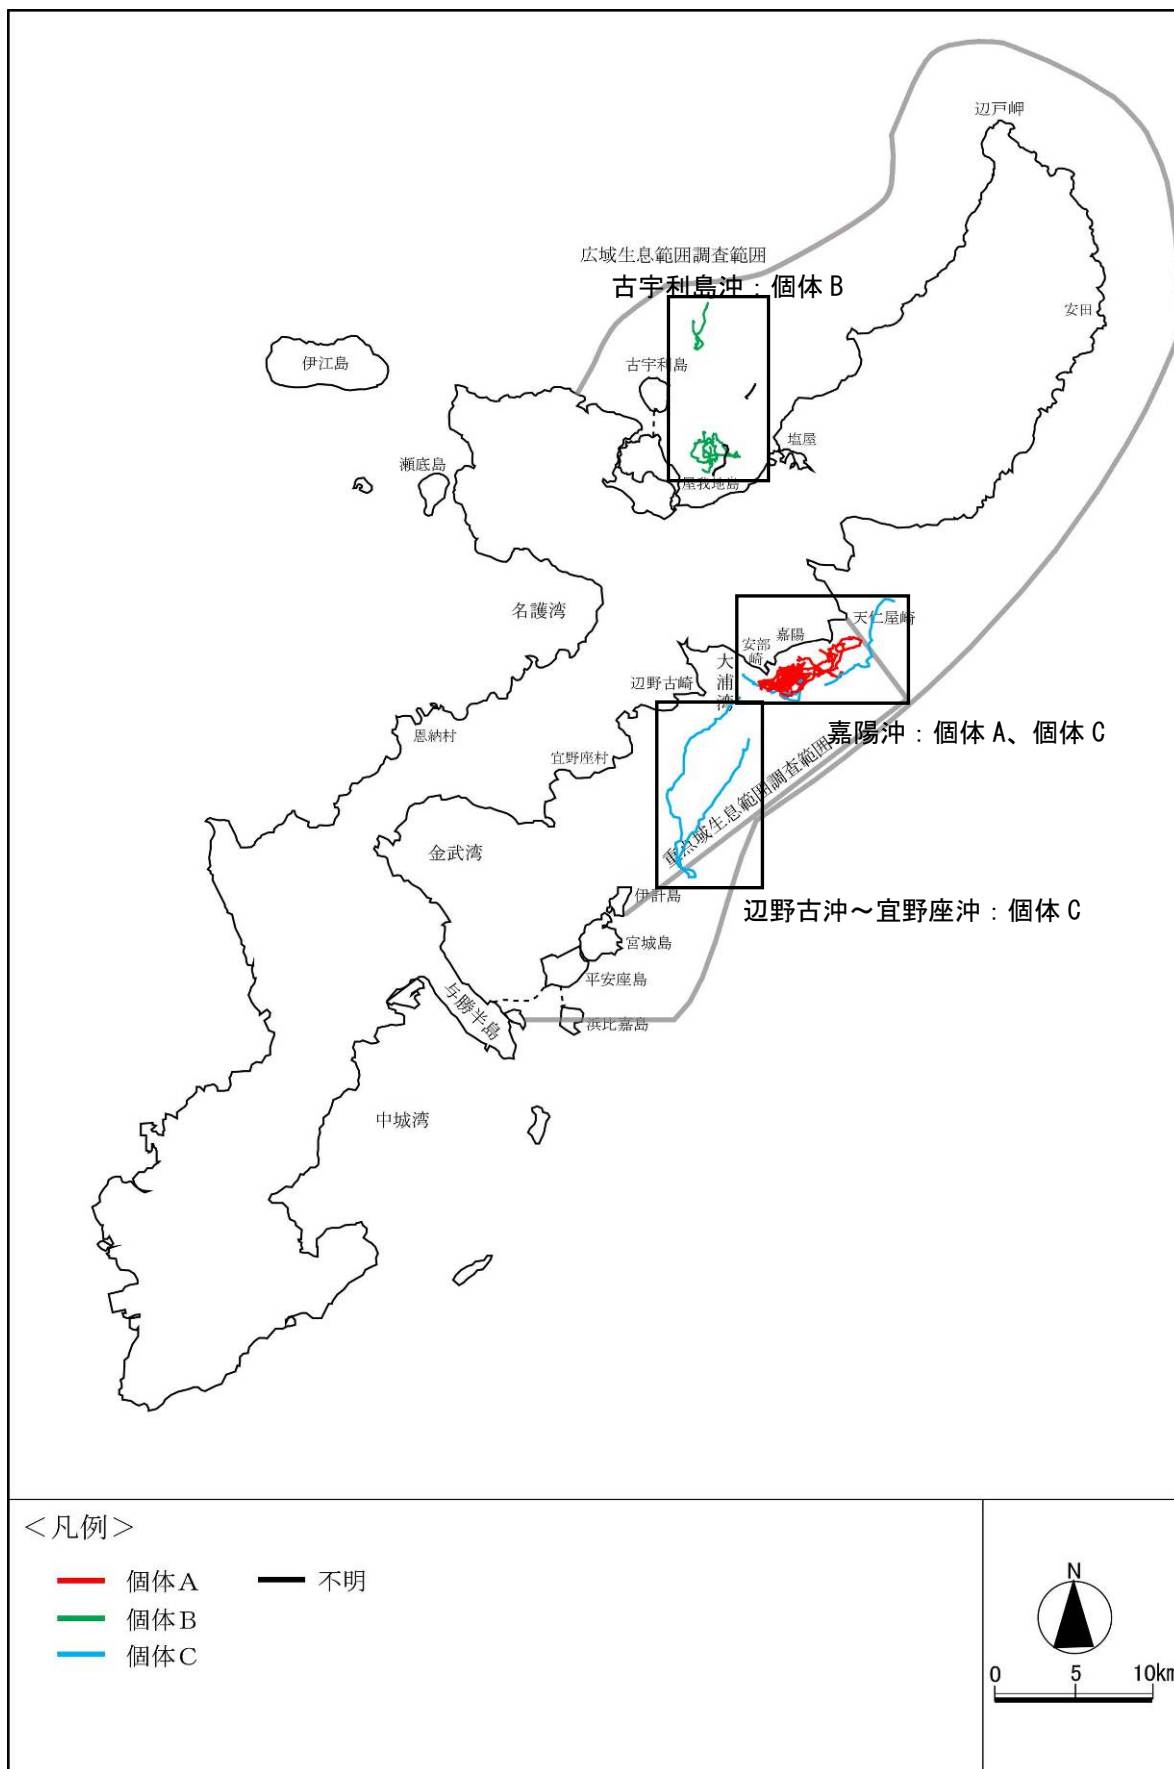 辺戸岬
広域生息範囲調査範囲
古宇利島沖：個体 B
安田
伊江島
古宇利島
塩屋
瀬底島
屋我地島
名護湾
天仁屋崎
嘉陽
安部崎
大浦湾
辺野古崎
嘉陽沖：個体 A、個体 C
恩納村
宜野座村
重点域生息範囲調査範囲
金武湾
伊計島
辺野古沖～宜野座沖：個体 C
宮城島
平安座島
与勝半島
浜比嘉島
中城湾
＜凡例＞
個体Ａ
不明
個体Ｂ
個体Ｃ
N
0 5 10km